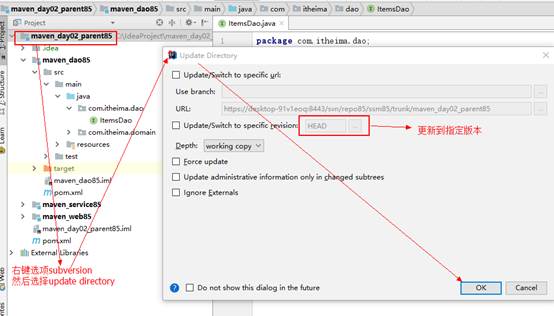 maven_day02_parent85 maven_dao85 src main java com itheima dao ItemsDao
Project
ItemsDao.java
maven_day02_parent85 C:\IdeaProject\maven_day02_par
.idea
maven_dao85
src
main
java
com.itheima.dao
ItemsDao
com.itheima.domain
resources
test
target
maven_dao85.iml
pom.xml
maven_service85
maven_web85
maven_day02_parent85.iml
pom.xml
External Libraries
1: Project
Z: Structure
Learn
Web
package com.itheima.dao;
Update Directory
Update/Switch to specific url:
Use branch:
URL: https://desktop-91v1eoq:8443/svn/repo85/ssm85/trunk/maven_day02_parent85
Update/Switch to specific revision: HEAD ...
更新到指定版本
Depth: working copy
Force update
Update administrative information only in changed subtrees
Ignore Externals
右键选项subversion
然后选择update directory
? Do not show this dialog in the future
OK
Cancel